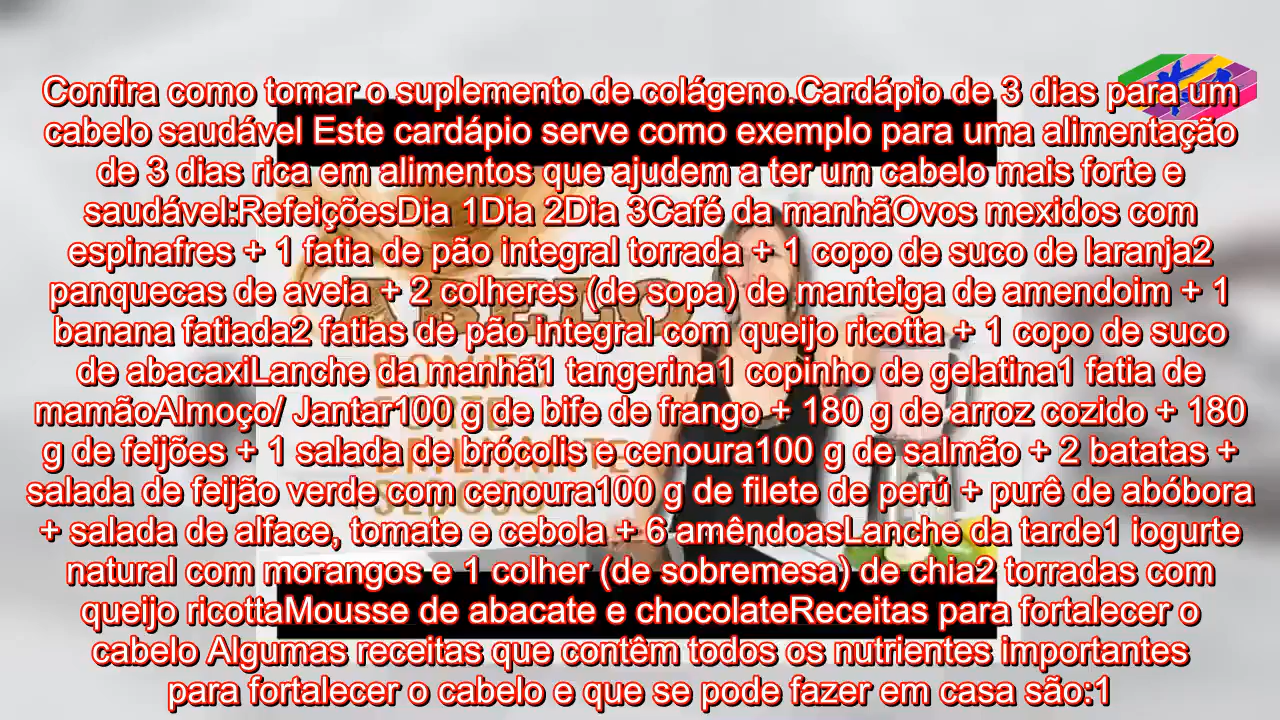 Confira como tomar o suplemento de colágeno.Cardápio de 3 dias para um
cabelo saudável Este cardápio serve como exemplo para uma alimentação
de 3 dias rica em alimentos que ajudem a ter um cabelo mais forte e
saudável:RefeiçõesDia 1Dia 2Dia 3Café da manhãOvos mexidos com
espinafres + 1 fatia de pão integral torrada + 1 copo de suco de laranja2
panquecas de aveia + 2 colheres (de sopa) de manteiga de amendoim + 1
banana fatiada2 fatias de pão integral com queijo ricotta + 1 copo de suco
de abacaxiLanche da manhã1 tangerina1 copinho de gelatina1 fatia de
mamãoAlmoço/ Jantar100 g de bife de frango + 180 g de arroz cozido + 180
g de feijões + 1 salada de brócolis e cenoura100 g de salmão + 2 batatas +
salada de feijão verde com cenoura100 g de filete de perú + purê de abóbora
+ salada de alface, tomate e cebola + 6 amêndoasLanche da tarde1 iogurte
natural com morangos e 1 colher (de sobremesa) de chia2 torradas com
queijo ricottaMousse de abacate e chocolateReceitas para fortalecer o
cabelo Algumas receitas que contêm todos os nutrientes importantes
para fortalecer o cabelo e que se pode fazer em casa são:1